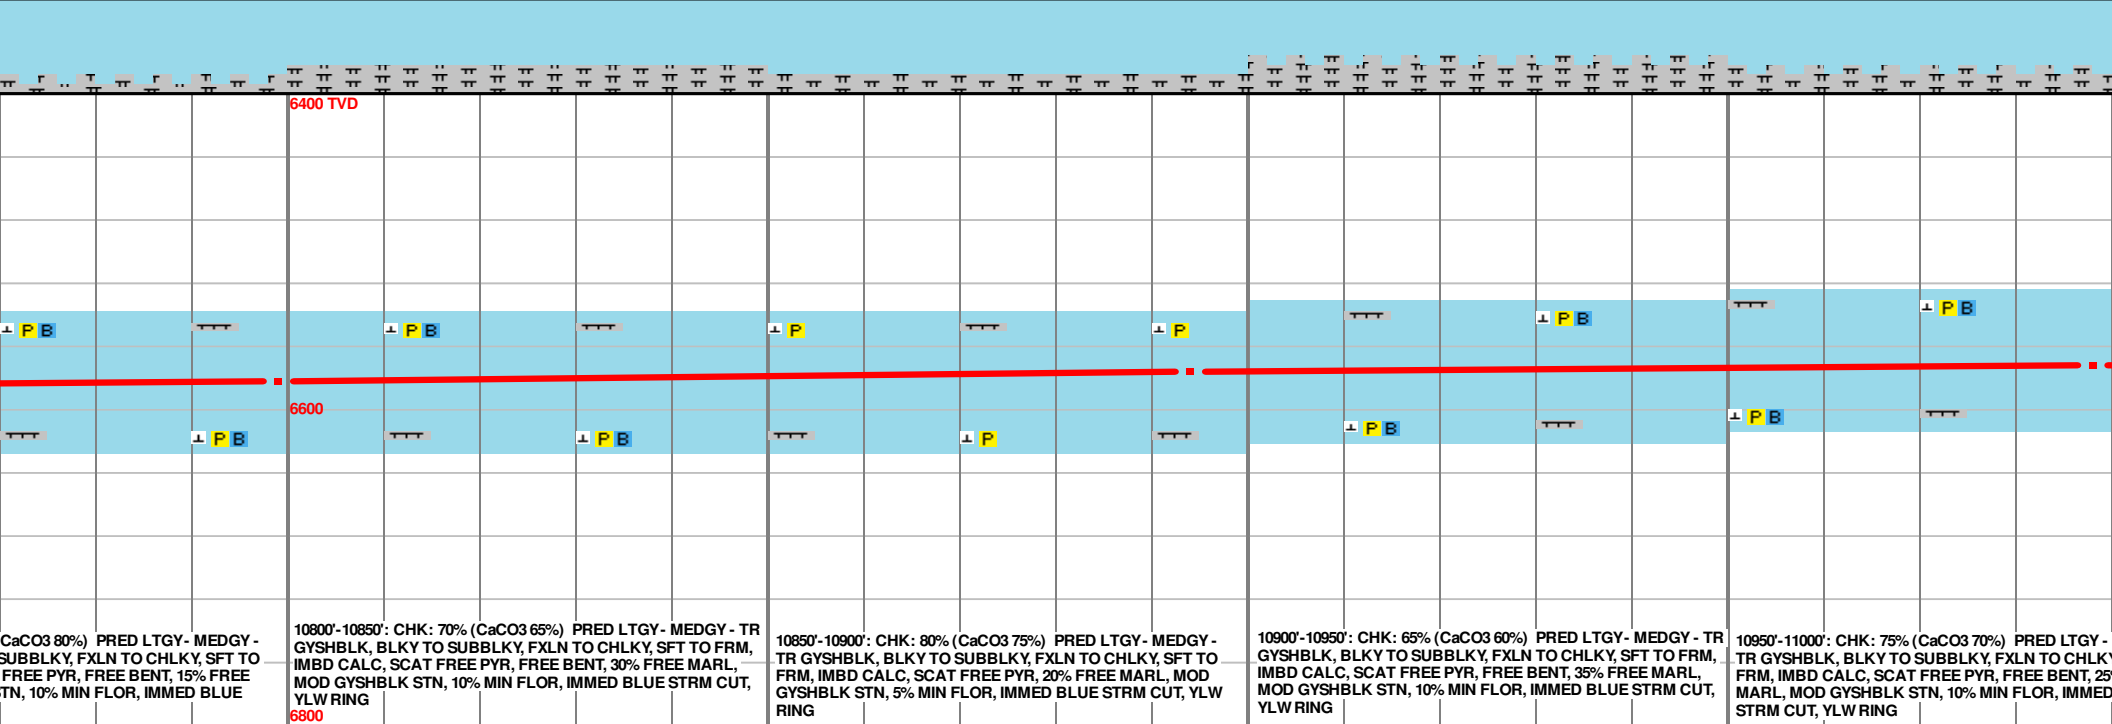 6400 TVD
P B
P B
P
P
P B
P B
6600
P B
P B
P
P B
P B
CaCO3 80%) PRED LTGY - MEDGY -
SUBBLKY, FXLN TO CHLKY, SFT TO
FREE PYR, FREE BENT, 15% FREE
STN, 10% MIN FLOR, IMMED BLUE
10800'-10850': CHK: 70% (CaCO3 65%) PRED LTGY - MEDGY - TR
GYSHBLK, BLKY TO SUBBLKY, FXLN TO CHLKY, SFT TO FRM,
IMBD CALC, SCAT FREE PYR, FREE BENT, 30% FREE MARL,
MOD GYSHBLK STN, 10% MIN FLOR, IMMED BLUE STRM CUT,
YLW RING
10850'-10900': CHK: 80% (CaCO3 75%) PRED LTGY - MEDGY -
TR GYSHBLK, BLKY TO SUBBLKY, FXLN TO CHLKY, SFT TO
FRM, IMBD CALC, SCAT FREE PYR, 20% FREE MARL, MOD
GYSHBLK STN, 5% MIN FLOR, IMMED BLUE STRM CUT, YLW
RING
10900'-10950': CHK: 65% (CaCO3 60%) PRED LTGY - MEDGY - TR
GYSHBLK, BLKY TO SUBBLKY, FXLN TO CHLKY, SFT TO FRM,
IMBD CALC, SCAT FREE PYR, FREE BENT, 35% FREE MARL,
MOD GYSHBLK STN, 10% MIN FLOR, IMMED BLUE STRM CUT,
YLW RING
10950'-11000': CHK: 75% (CaCO3 70%) PRED LTGY -
TR GYSHBLK, BLKY TO SUBBLKY, FXLN TO CHLKY
FRM, IMBD CALC, SCAT FREE PYR, FREE BENT, 25%
MARL, MOD GYSHBLK STN, 10% MIN FLOR, IMMED
STRM CUT, YLW RING
6800